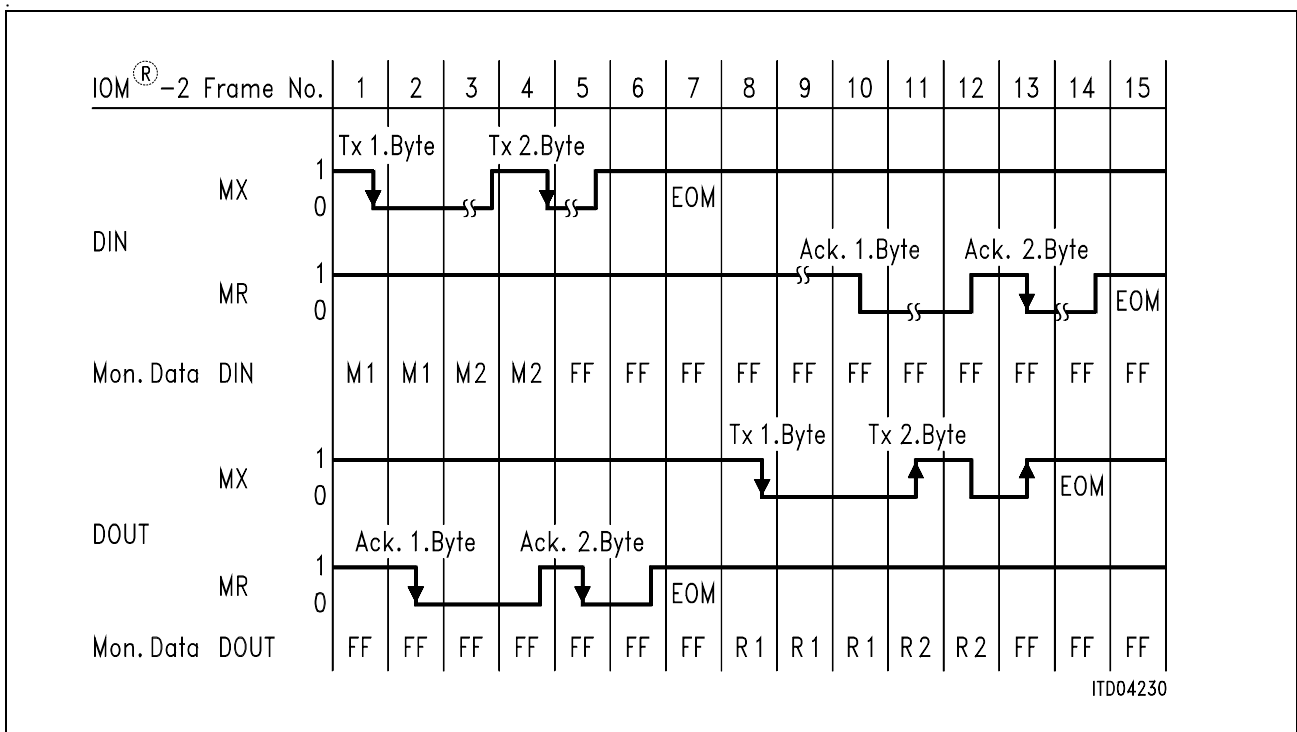 IOM®-2 Frame No. 1 2 3 4 5 6 7 8 9 10 11 12 13 14 15
Tx 1.Byte Tx 2.Byte
1
MX
0
EOM
DIN
Ack. 1.Byte Ack. 2.Byte
1
MR
0
EOM
Mon. Data DIN M1 M1 M2 M2 FF FF FF FF FF FF FF FF FF FF FF
Tx 1.Byte Tx 2.Byte
1
MX
0
EOM
DOUT
Ack. 1.Byte Ack. 2.Byte
1
MR
0
EOM
Mon. Data DOUT FF FF FF FF FF FF FF R1 R1 R1 R2 R2 FF FF FF
ITD04230